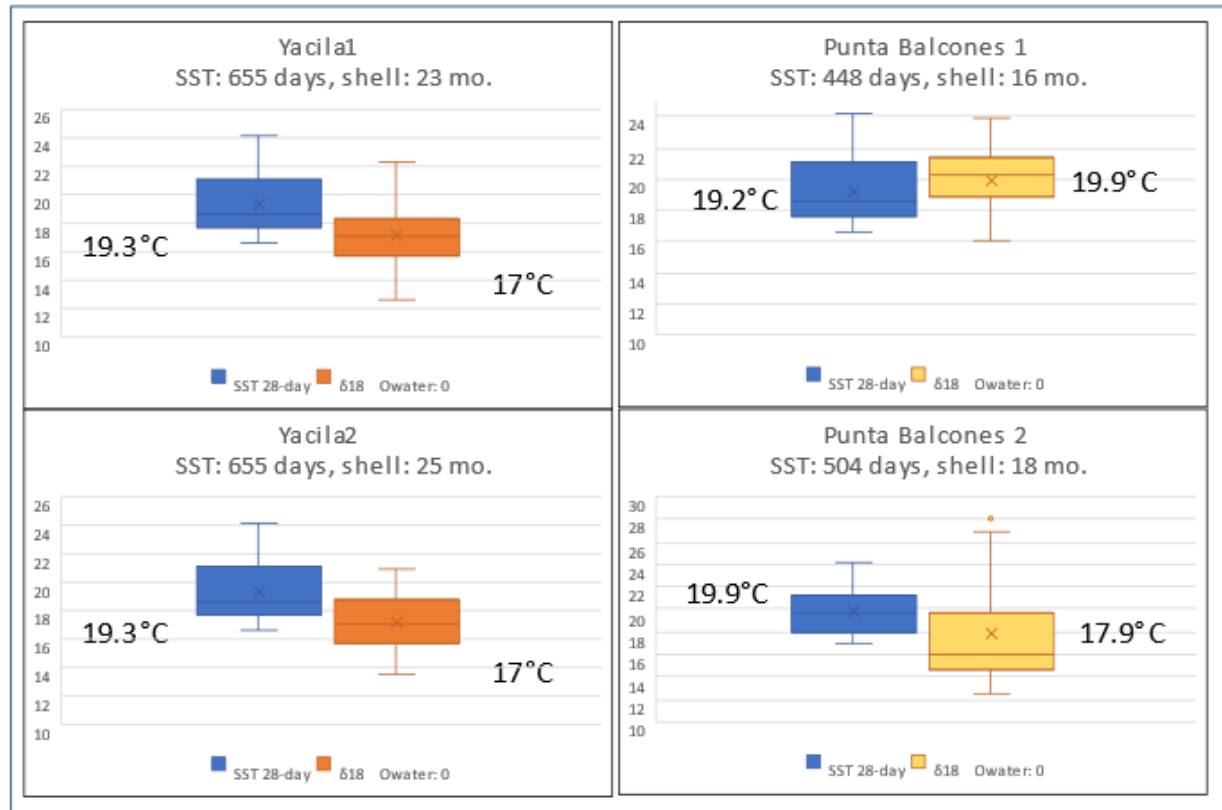 Yacila1
SST: 655 days, shell: 23 mo.
26
24
22
20
18
16
14
12
10
19.3°C
17°C
SST 28-day δ18 Owater: 0
Punta Balcones 1
SST: 448 days, shell: 16 mo.
24
22
20
18
16
14
12
10
19.2°C
19.9°C
SST 28-day δ18 Owater: 0
Yacila2
SST: 655 days, shell: 25 mo.
26
24
22
20
18
16
14
12
10
19.3°C
17°C
SST 28-day δ18 Owater: 0
Punta Balcones 2
SST: 504 days, shell: 18 mo.
30
28
26
24
22
20
18
16
14
12
10
19.9°C
17.9°C
SST 28-day δ18 Owater: 0